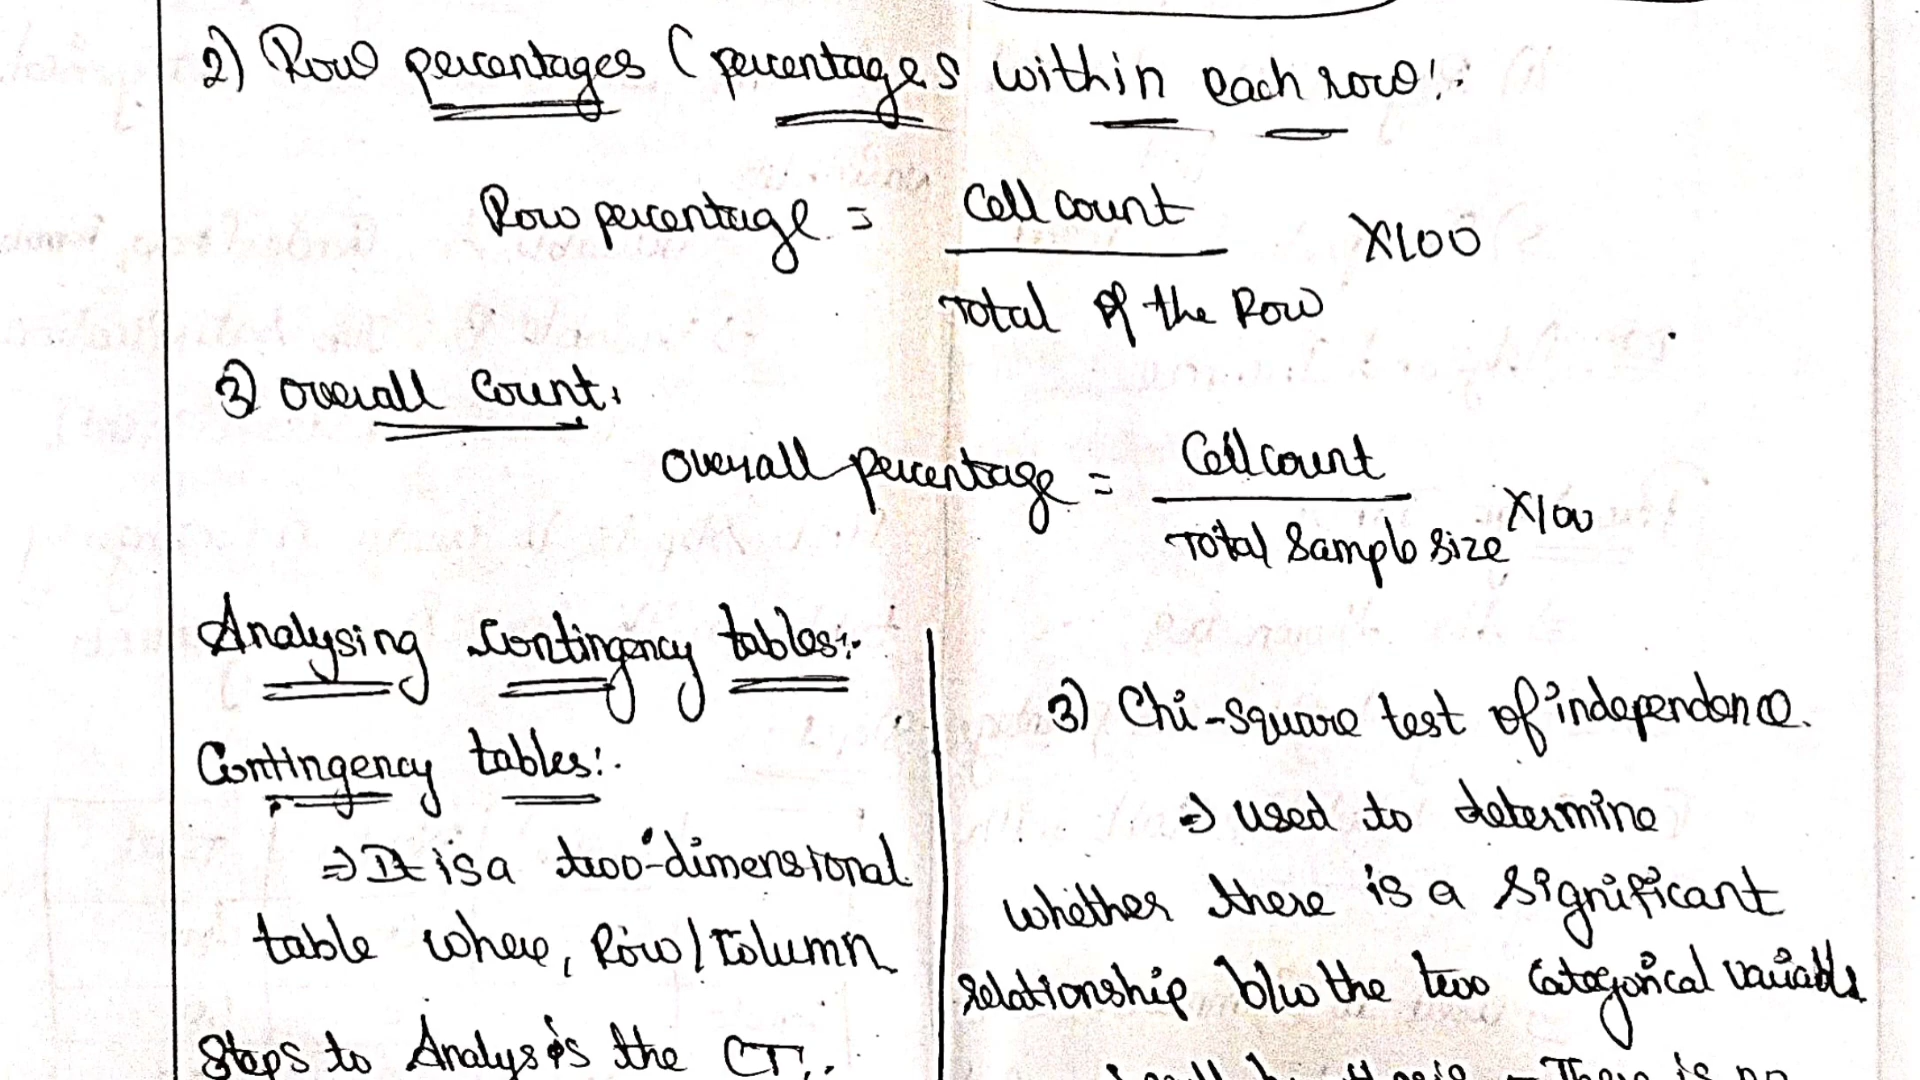 2) Row percentages (percentages within each row:-
Row percentage = Cell count
X100
Total of the Row
3) overall Count:
overall percentage = Cell count
X100
Total Sample Size
Analysing Contingency tables:-
Contingency tables:-
⇒ It is a two-dimensional
table where, Row/Column
Steps to Analysis the CT:-
3) Chi-Square test of independence.
⇒ used to determine
whether there is a significant
relationship b/w the two Categorical variable
There is no